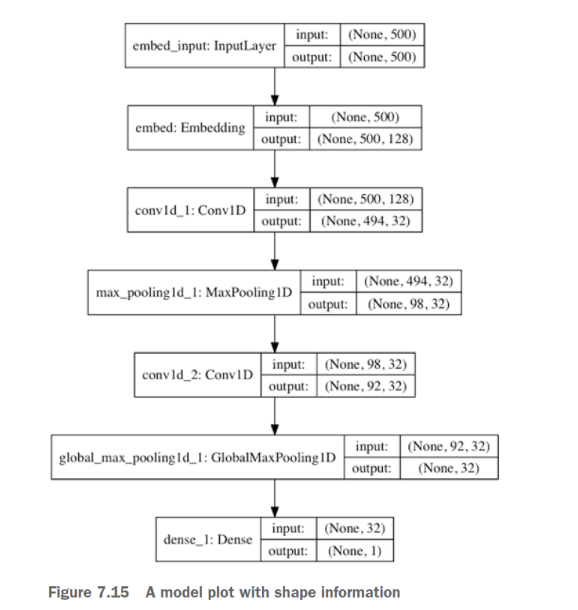 embed_input: InputLayer
input: (None, 500)
output: (None, 500)
embed: Embedding
input: (None, 500)
output: (None, 500, 128)
conv1d_1: Conv1D
input: (None, 500, 128)
output: (None, 494, 32)
max_pooling1d_1: MaxPooling1D
input: (None, 494, 32)
output: (None, 98, 32)
conv1d_2: Conv1D
input: (None, 98, 32)
output: (None, 92, 32)
global_max_pooling1d_1: GlobalMaxPooling1D
input: (None, 92, 32)
output: (None, 32)
dense_1: Dense
input: (None, 32)
output: (None, 1)
Figure 7.15 A model plot with shape information